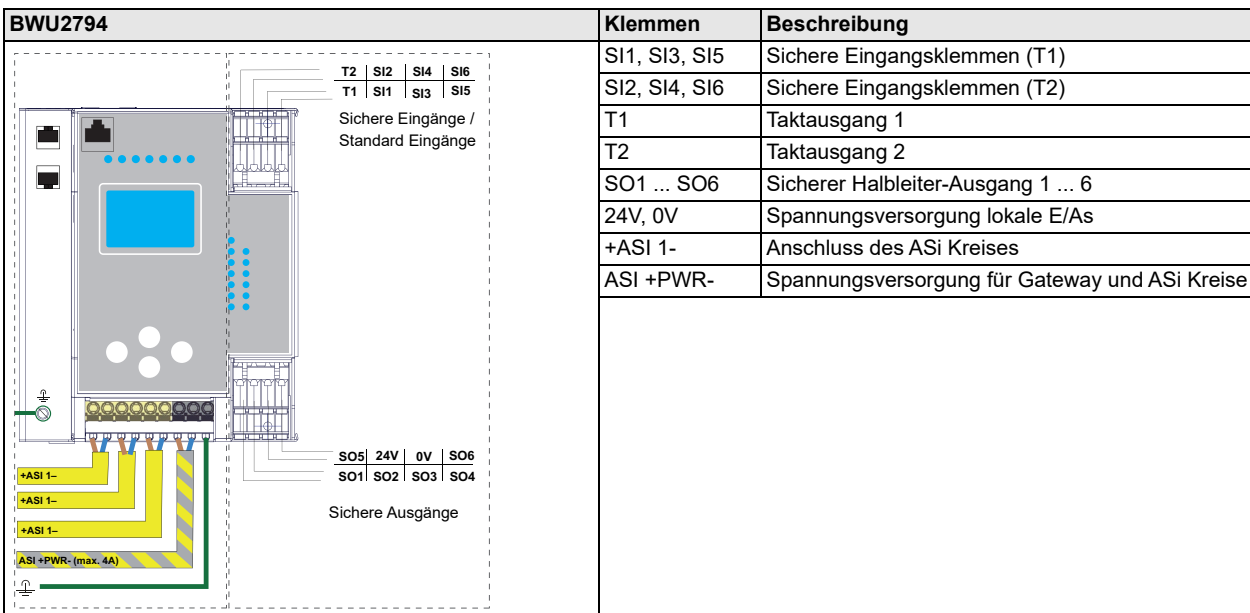 BWU2794
Klemmen Beschreibung
T2 SI2 SI4 SI6
T1 SI1 SI3 SI5
Sichere Eingänge /
Standard Eingänge
SO5 24V 0V SO6
SO1 SO2 SO3 SO4
Sichere Ausgänge
+ASI 1–
+ASI 1–
+ASI 1–
ASI +PWR- (max. 4A)
SI1, SI3, SI5 Sichere Eingangsklemmen (T1)
SI2, SI4, SI6 Sichere Eingangsklemmen (T2)
T1 Taktausgang 1
T2 Taktausgang 2
SO1 ... SO6 Sicherer Halbleiter-Ausgang 1 ... 6
24V, 0V Spannungsversorgung lokale E/As
+ASI 1- Anschluss des ASi Kreises
ASI +PWR- Spannungsversorgung für Gateway und ASi Kreise